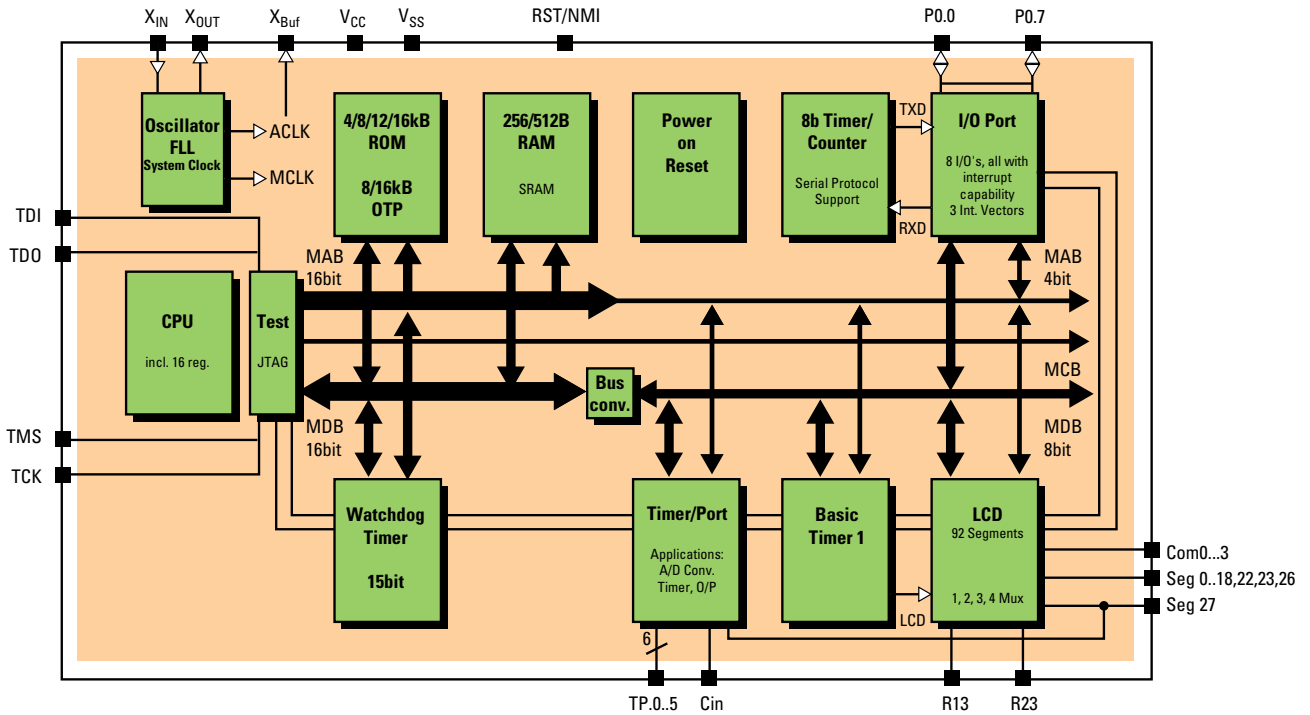 XIN
XOUT
XBuf
VCC
VSS
RST/NMI
P0.0
P0.7
Oscillator
FLL
System Clock
ACLK
MCLK
4/8/12/16kB
ROM
8/16kB
OTP
256/512B
RAM
SRAM
Power
on
Reset
8b Timer/
Counter
Serial Protocol
Support
TXD
RXD
I/O Port
8 I/O's, all with
interrupt
capability
3 Int. Vectors
TDI
TDO
TMS
TCK
CPU
incl. 16 reg.
Test
JTAG
MAB
16bit
MAB
4bit
MCB
Bus
conv.
MDB
16bit
MDB
8bit
Watchdog
Timer
15bit
Timer/Port
Applications:
A/D Conv.
Timer, O/P
Basic
Timer 1
LCD
LCD
92 Segments
1, 2, 3, 4 Mux
Com0...3
Seg 0..18,22,23,26
Seg 27
6
TP.0..5
Cin
R13
R23